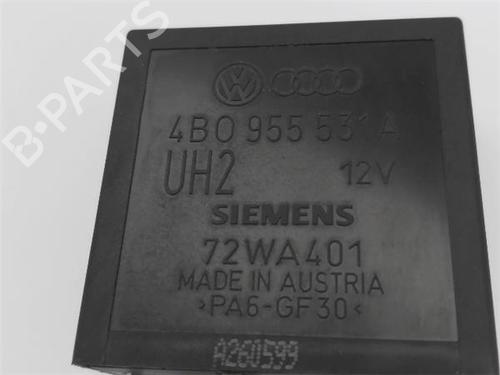 4B0 955 531 A
UH2 12V
SIEMENS
72WA401
MADE IN AUSTRIA
>PA6-GF30<
A260599
B-PARTS